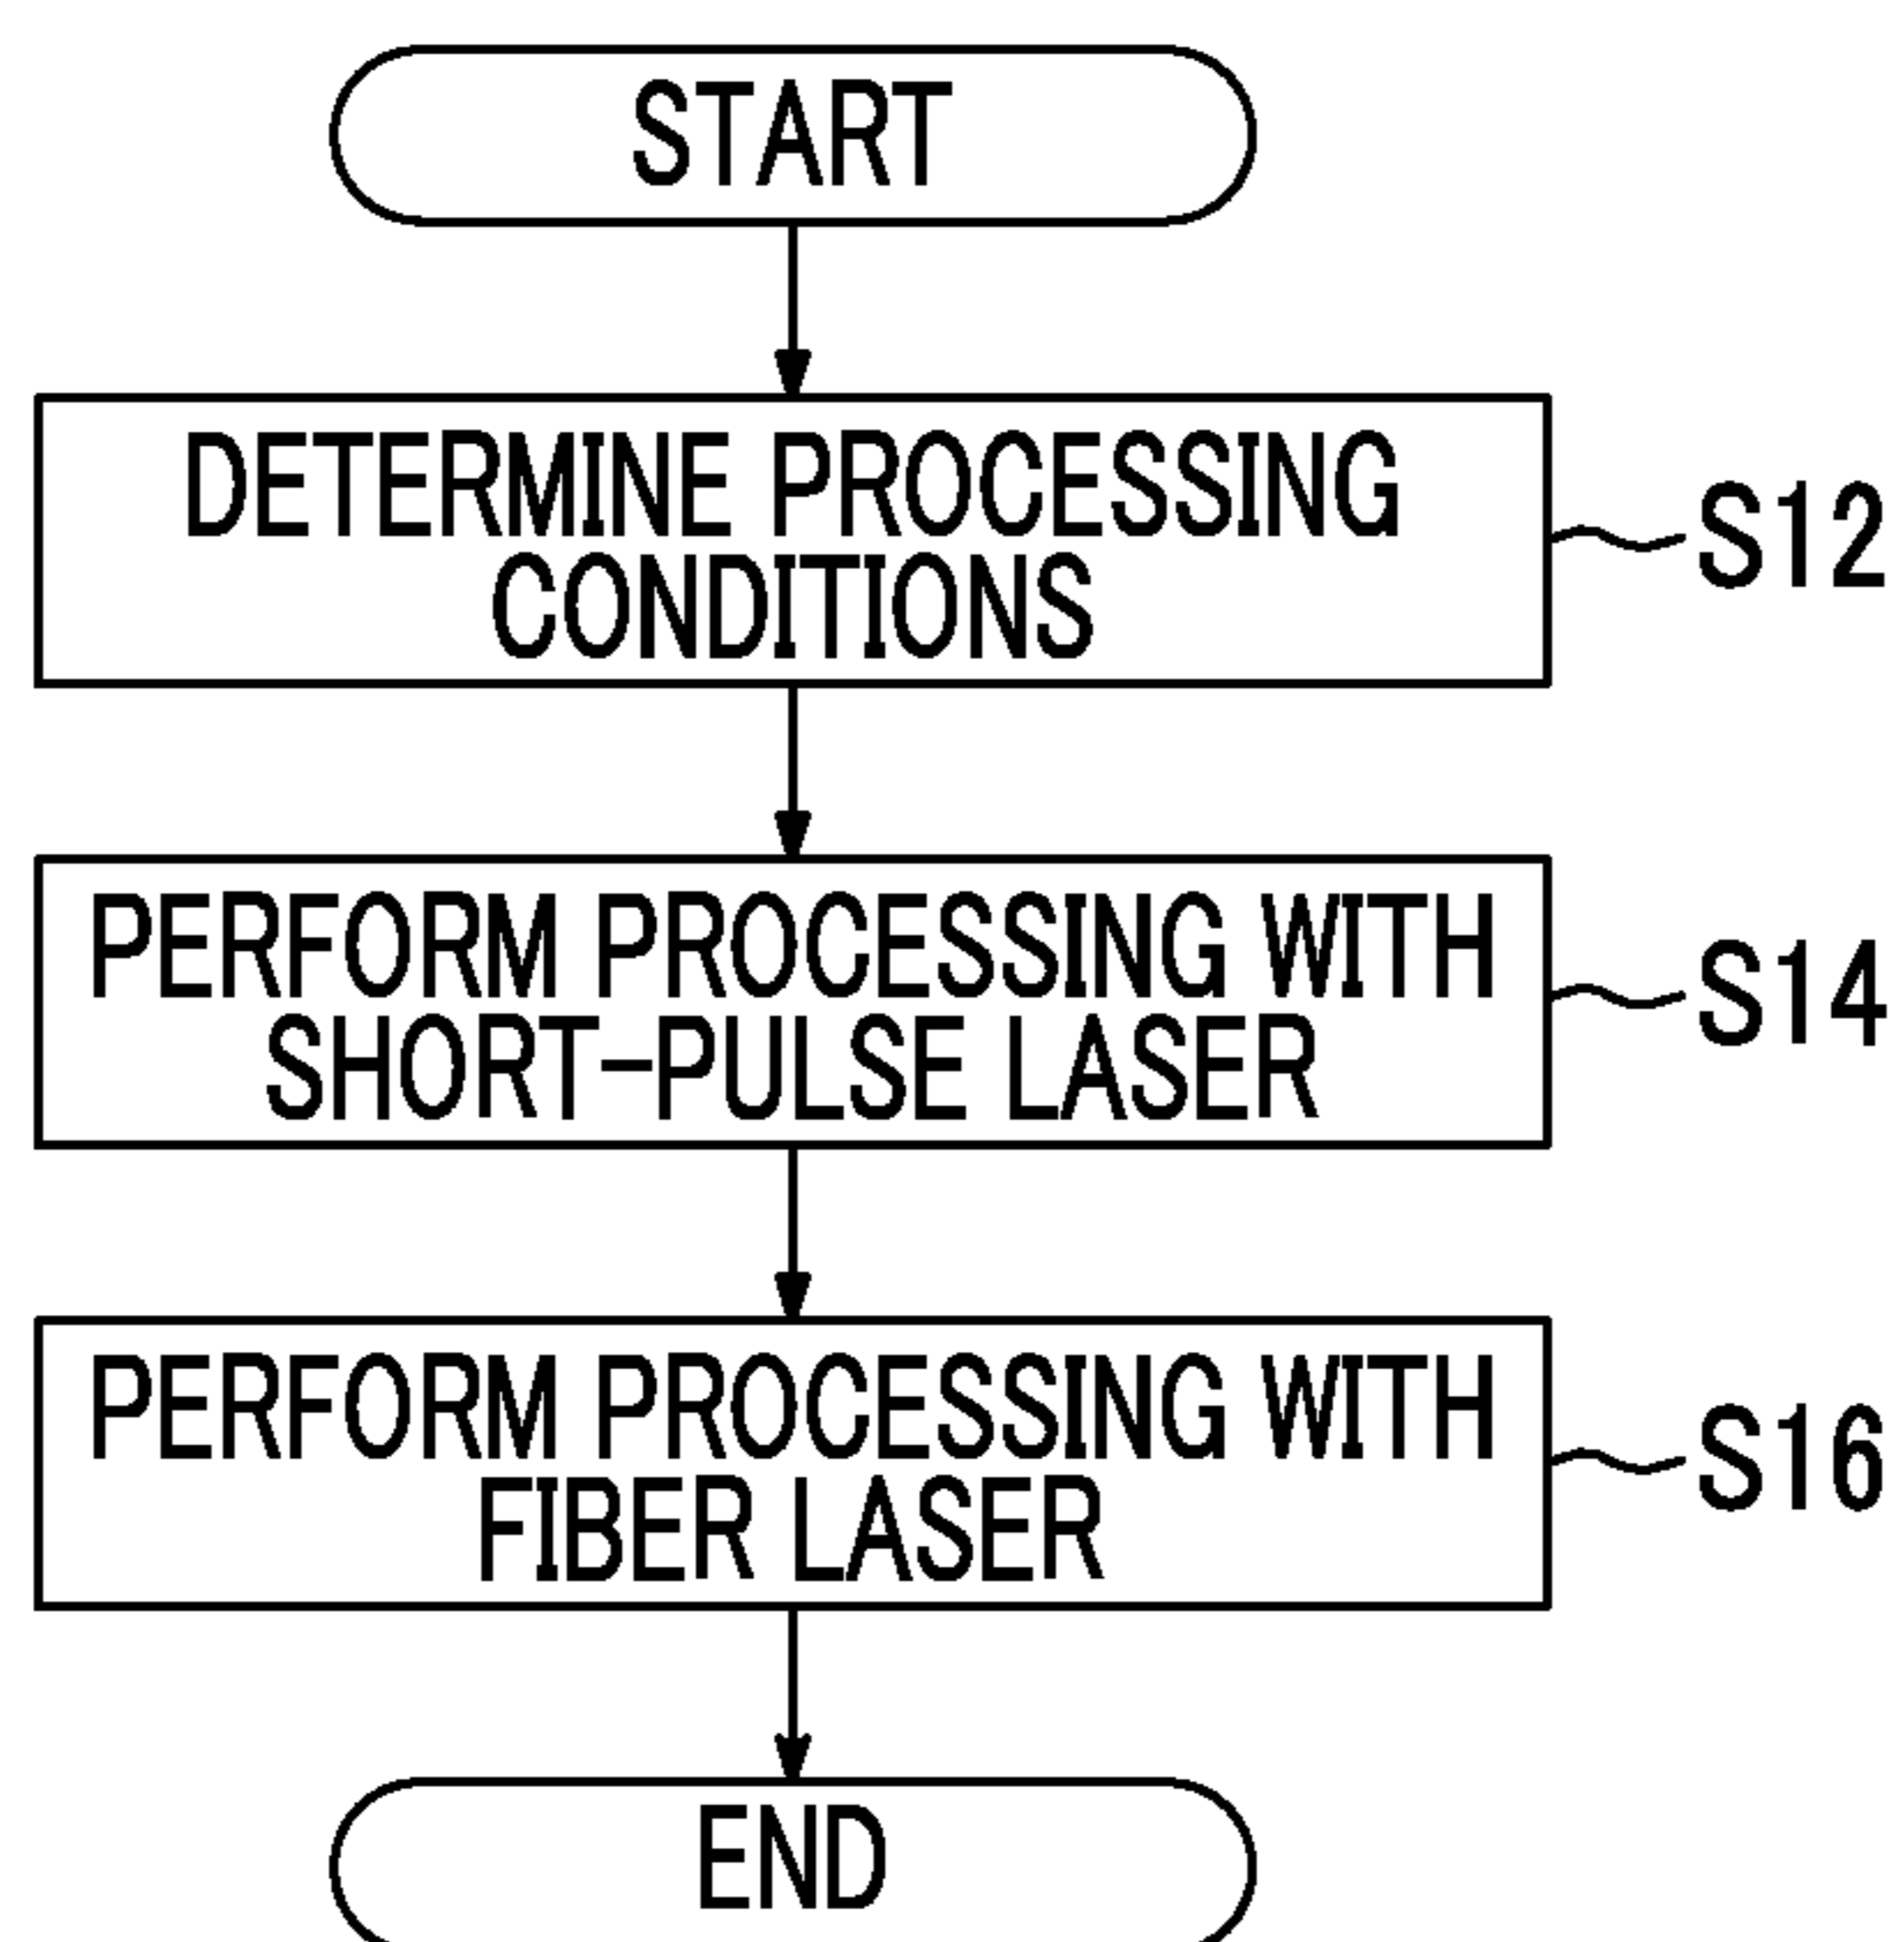 START
DETERMINE PROCESSING
CONDITIONS
S12
PERFORM PROCESSING WITH
SHORT-PULSE LASER
S14
PERFORM PROCESSING WITH
FIBER LASER
S16
END